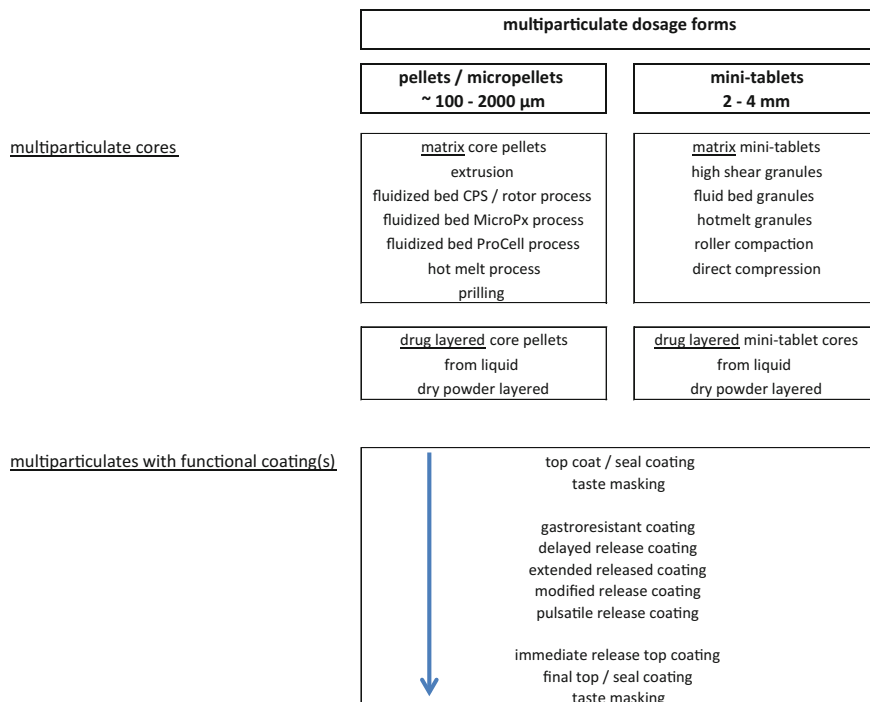 multiparticulate dosage forms
pellets / micropellets
~ 100 - 2000 µm
mini-tablets
2 - 4 mm
multiparticulate cores
matrix core pellets
extrusion
fluidized bed CPS / rotor process
fluidized bed MicroPx process
fluidized bed ProCell process
hot melt process
prilling
matrix mini-tablets
high shear granules
fluid bed granules
hotmelt granules
roller compaction
direct compression
drug layered core pellets
from liquid
dry powder layered
drug layered mini-tablet cores
from liquid
dry powder layered
multiparticulates with functional coating(s)
top coat / seal coating
taste masking
gastroresistant coating
delayed release coating
extended released coating
modified release coating
pulsatile release coating
immediate release top coating
final top / seal coating
taste masking